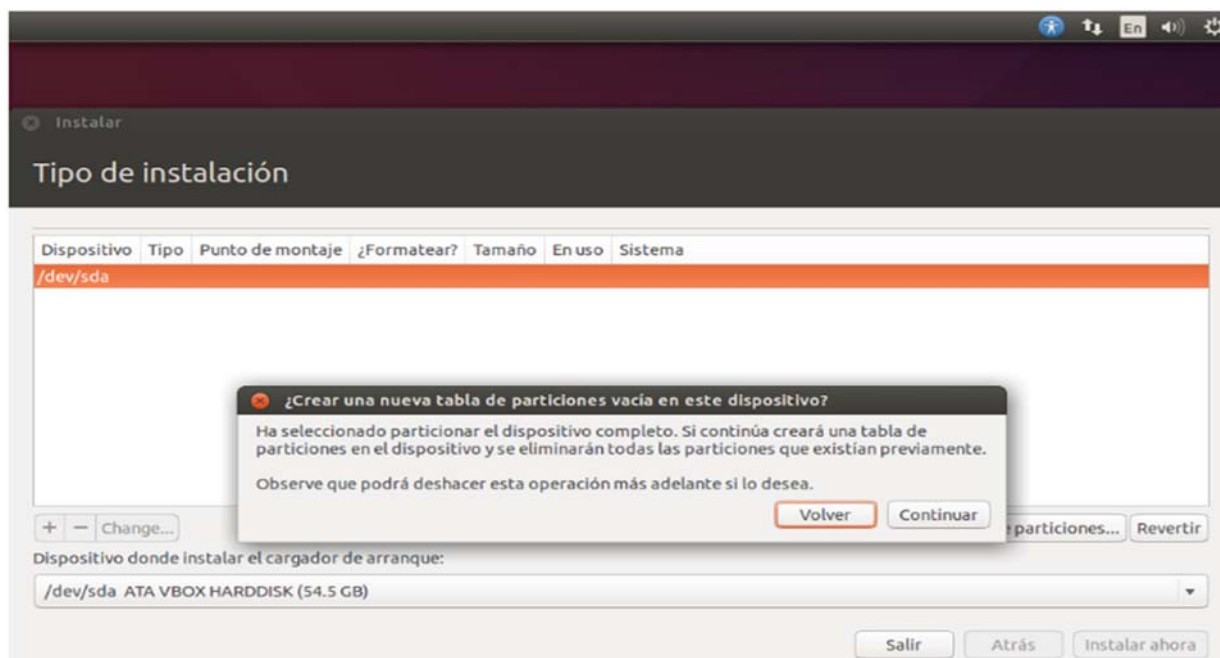 En
Instalar
Tipo de instalación
Dispositivo Tipo Punto de montaje ¿Formatear? Tamaño En uso Sistema
/dev/sda
¿Crear una nueva tabla de particiones vacía en este dispositivo?
Ha seleccionado particionar el dispositivo completo. Si continúa creará una tabla de
particiones en el dispositivo y se eliminarán todas las particiones que existían previamente.
Observe que podrá deshacer esta operación más adelante si lo desea.
Volver Continuar
+ − Change... particiones... Revertir
Dispositivo donde instalar el cargador de arranque:
/dev/sda ATA VBOX HARDDISK (54.5 GB)
Salir Atrás Instalar ahora